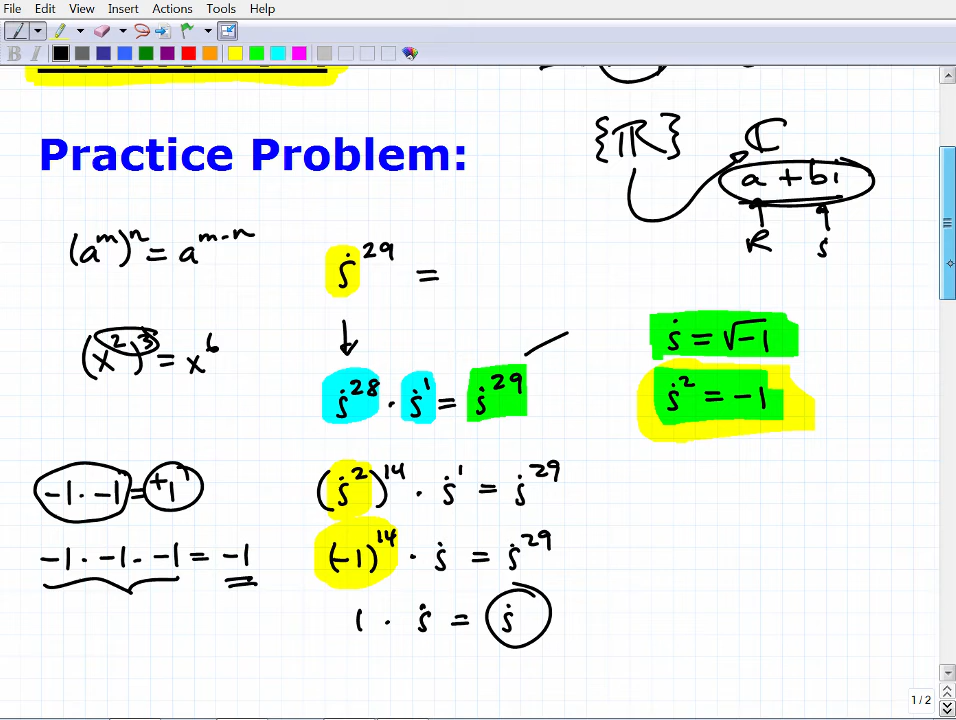 File Edit View Insert Actions Tools Help
B I
{ℝ} ℂ
Practice Problem:
a + bi
R i
(a^m)^n = a^{m·n}
i^{29} =
(x^2)^3 = x^6
i = √-1
i^{28} · i^1 = i^{29}
i^2 = -1
-1 · -1 = +1
(i^2)^{14} · i^1 = i^{29}
-1 · -1 · -1 = -1
(-1)^{14} · i = i^{29}
1 · i = i
1 / 2